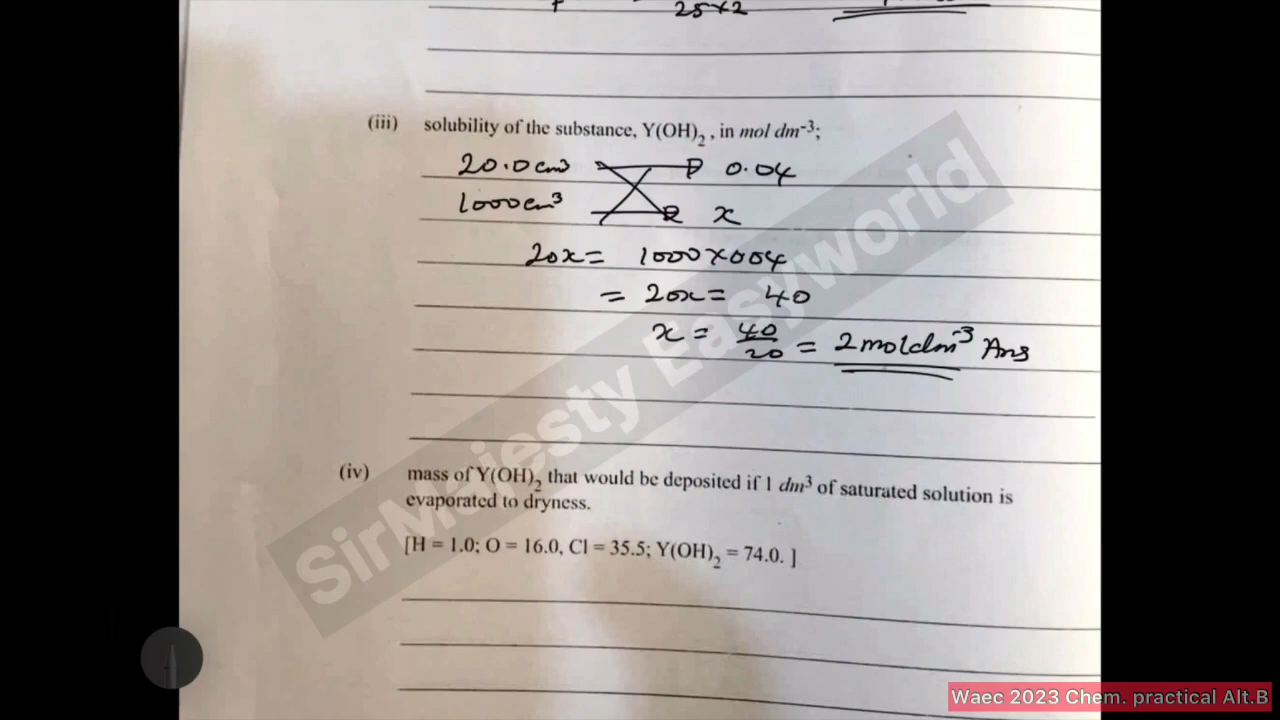 25×2
(iii) solubility of the substance, Y(OH)₂, in mol dm⁻³;
20.0cm³ 0.04
1000cm³ x
20x = 1000×004
= 20x = 40
x = 40/20 = 2moldm⁻³ Ans
(iv) mass of Y(OH)₂ that would be deposited if 1 dm³ of saturated solution is
evaporated to dryness.
[H = 1.0; O = 16.0, Cl = 35.5; Y(OH)₂ = 74.0. ]
SirMajesty Easyworld
Waec 2023 Chem. practical Alt.B